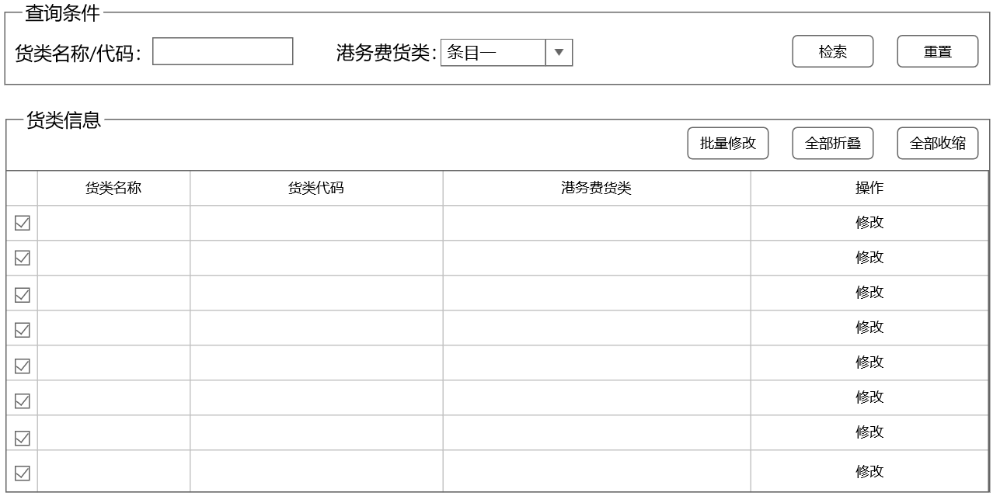 查询条件
货类名称/代码：
港务费货类：
条目一
检索
重置
货类信息
批量修改
全部折叠
全部收缩
货类名称
货类代码
港务费货类
操作
修改
修改
修改
修改
修改
修改
修改
修改